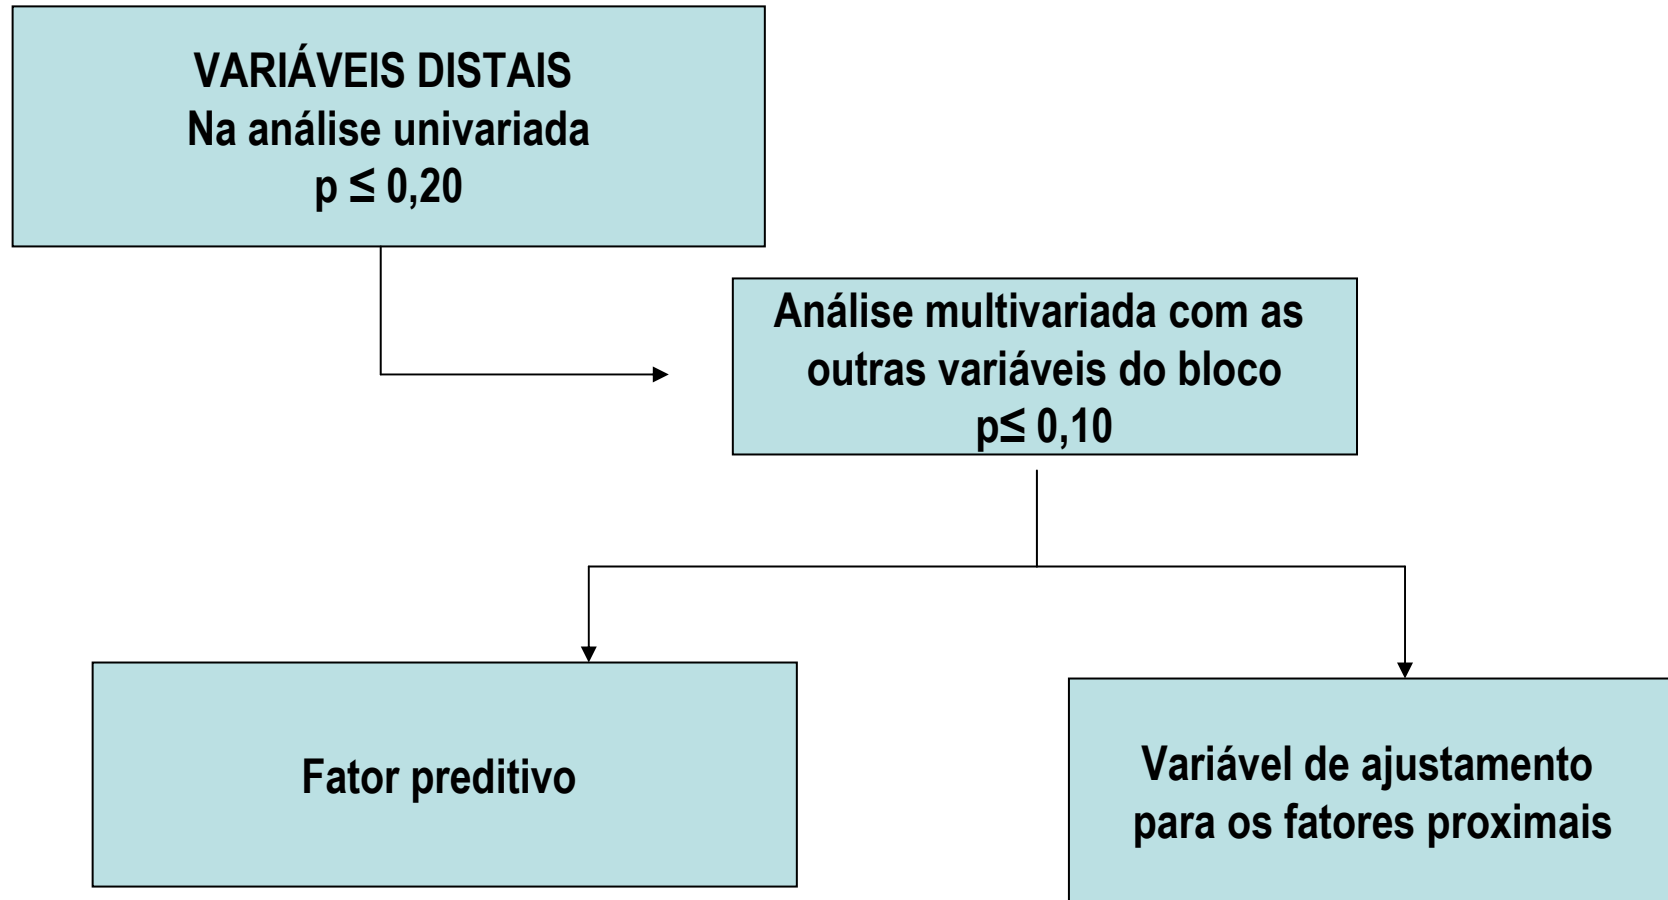 VARIÁVEIS DISTAIS
Na análise univariada
p ≤ 0,20
Análise multivariada com as
outras variáveis do bloco
p≤ 0,10
Fator preditivo
Variável de ajustamento
para os fatores proximais